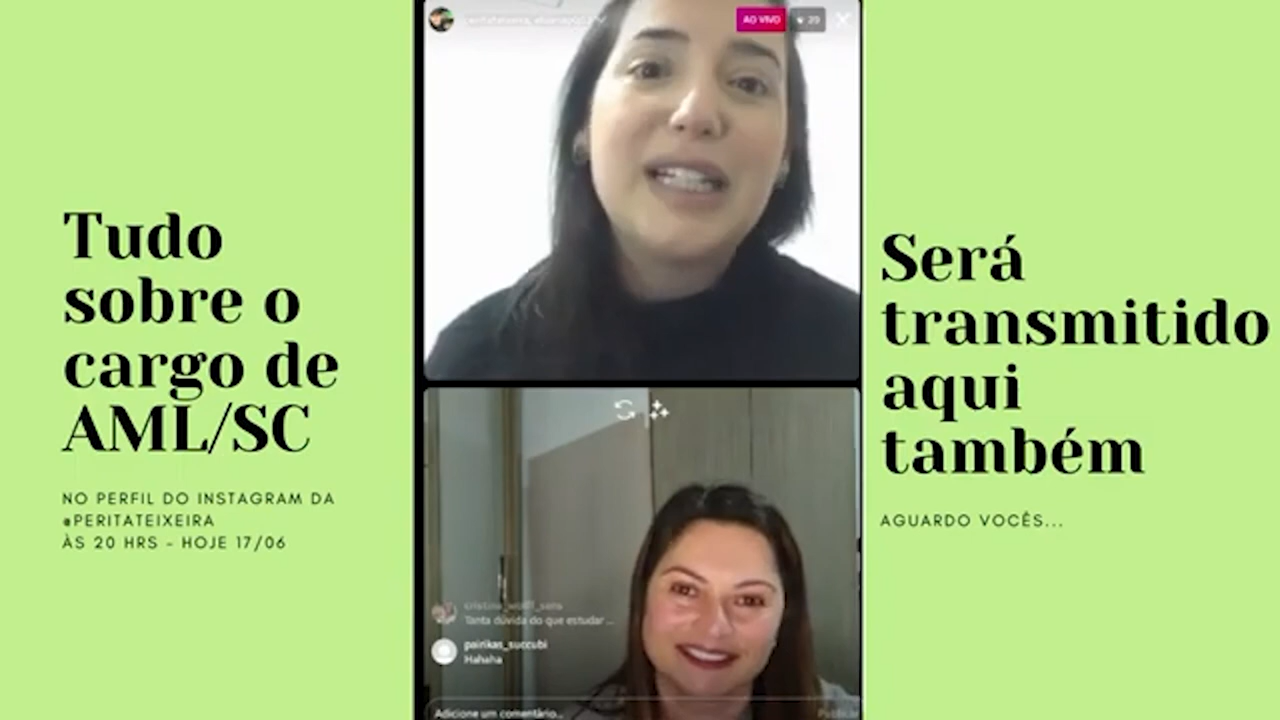 Tudo
sobre o
cargo de
AML/SC
NO PERFIL DO INSTAGRAM DA
@PERITATEIXEIRA
ÀS 20 HRS - HOJE 17/06
AO VIVO
Tanta dúvida do que estudar ...
pairikas_succubi
Hahaha
Adicione um comentário...
Será
transmitido
aqui
também
AGUARDO VOCÊS...